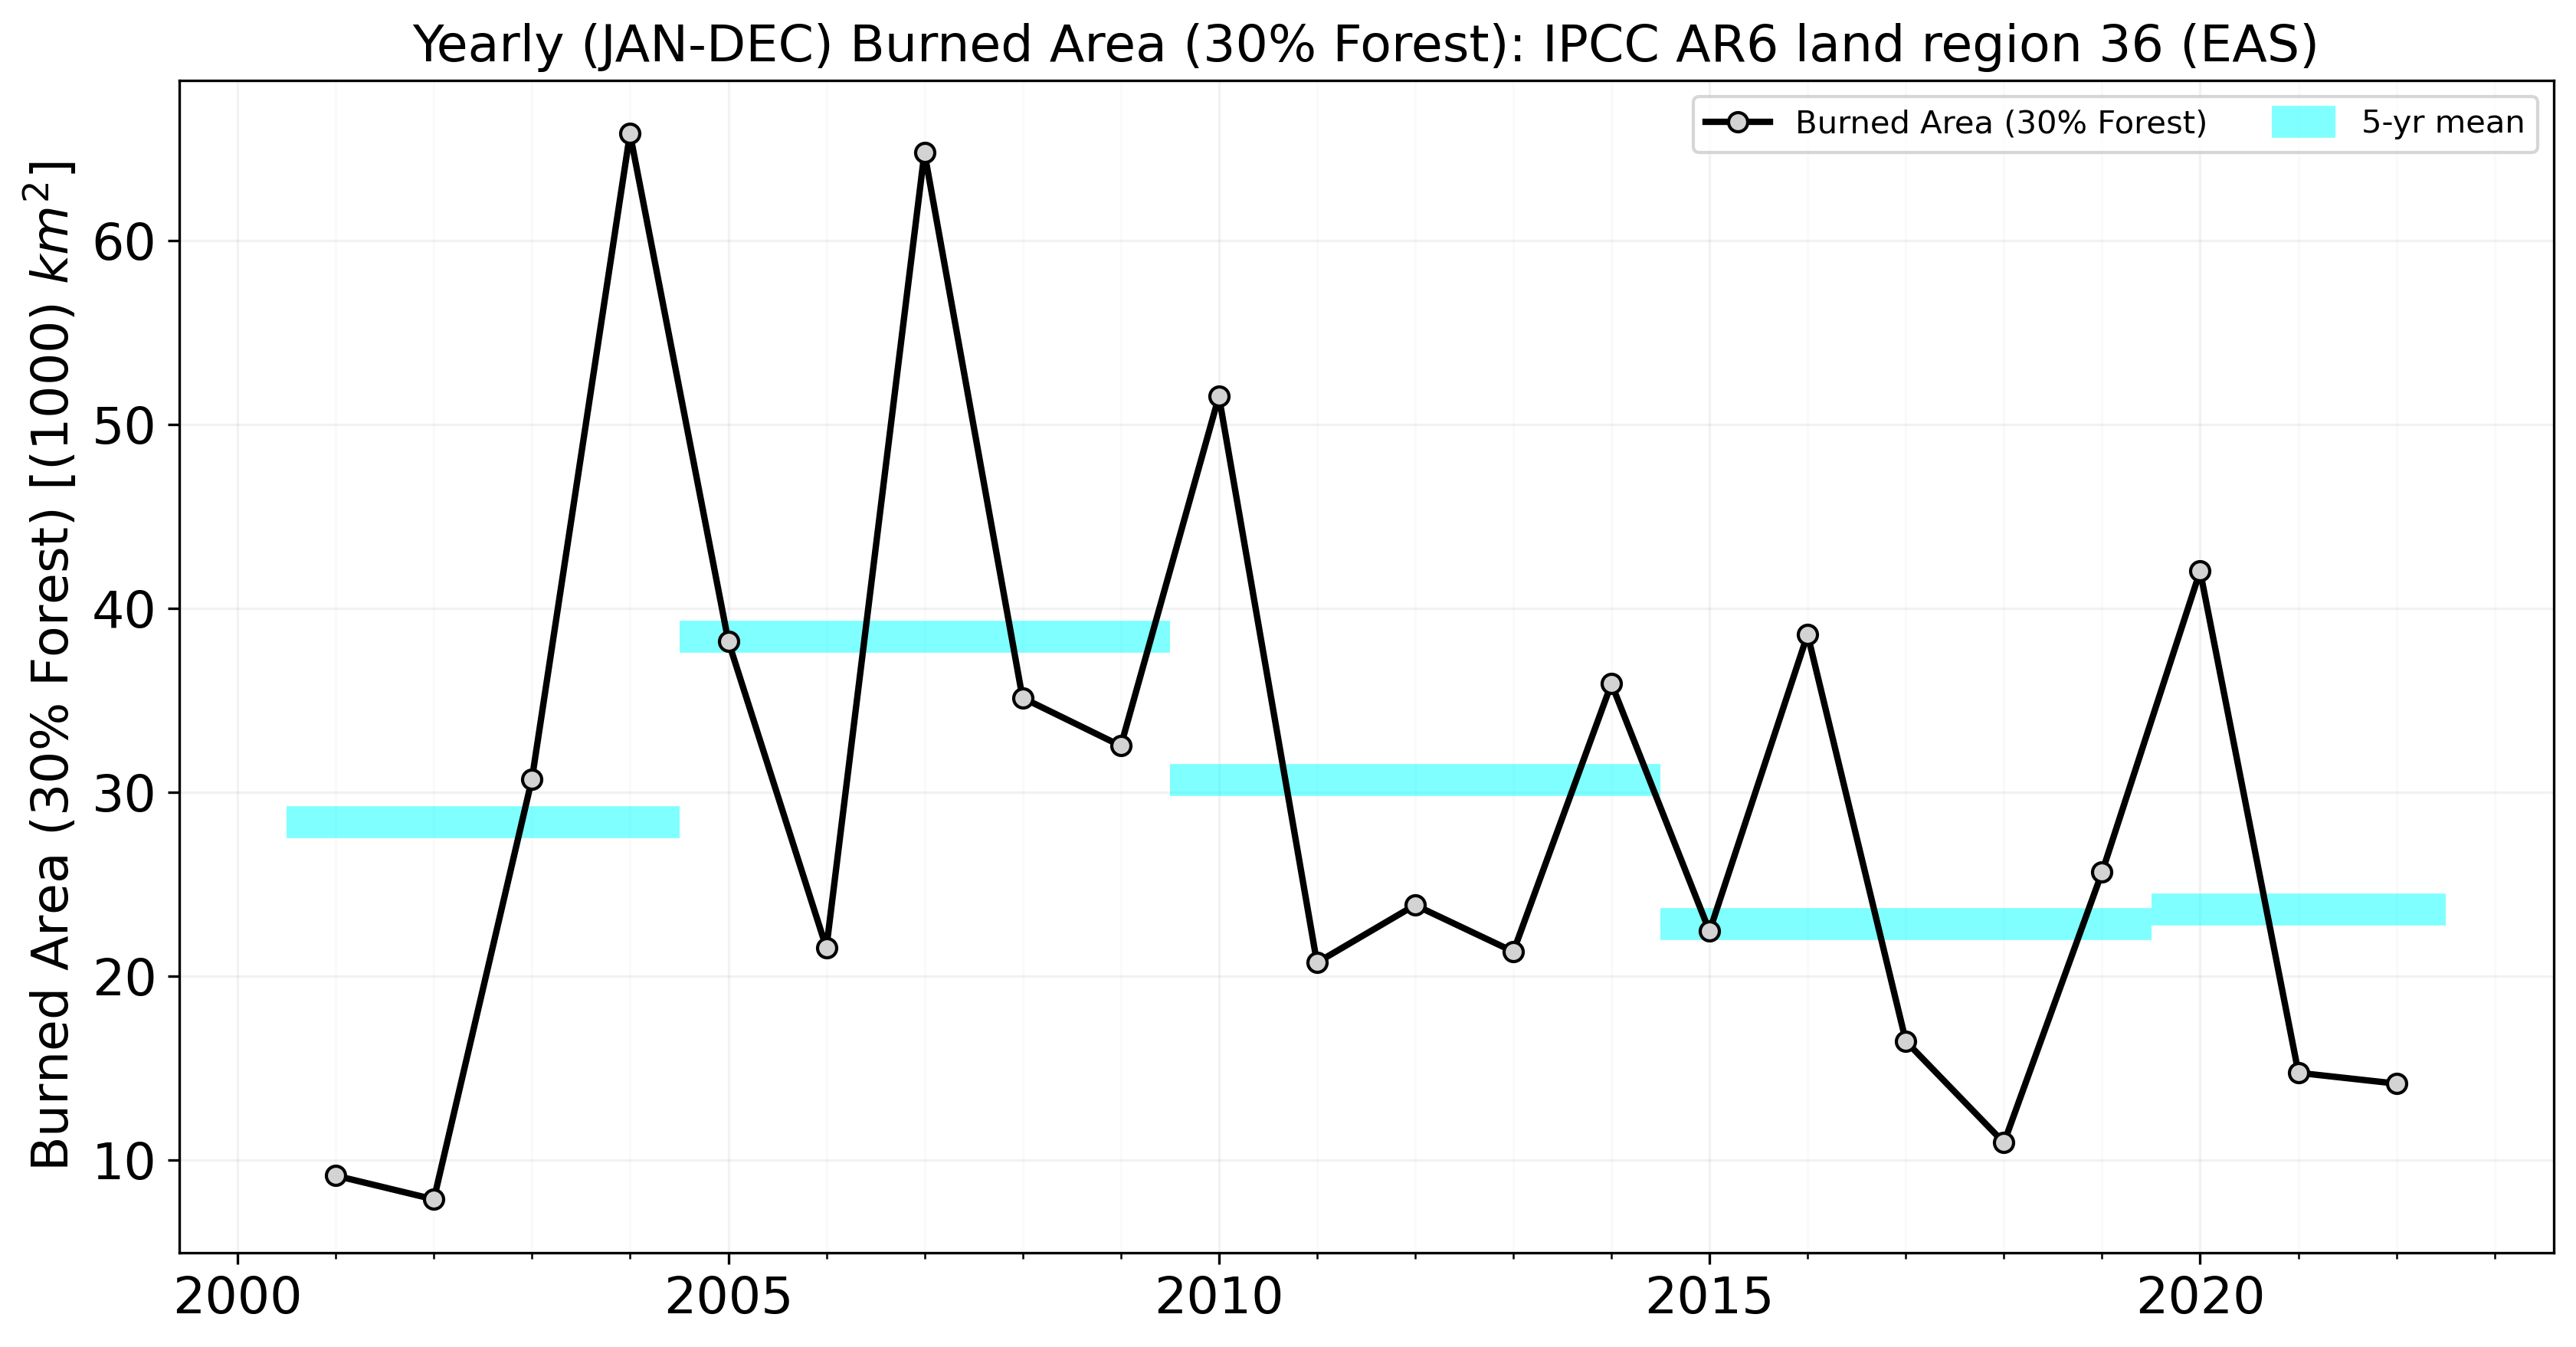 Yearly (JAN-DEC) Burned Area (30% Forest): IPCC AR6 land region 36 (EAS)
Burned Area (30% Forest)
5-yr mean
Burned Area (30% Forest) [(1000) km²]
60
50
40
30
20
10
2000
2005
2010
2015
2020